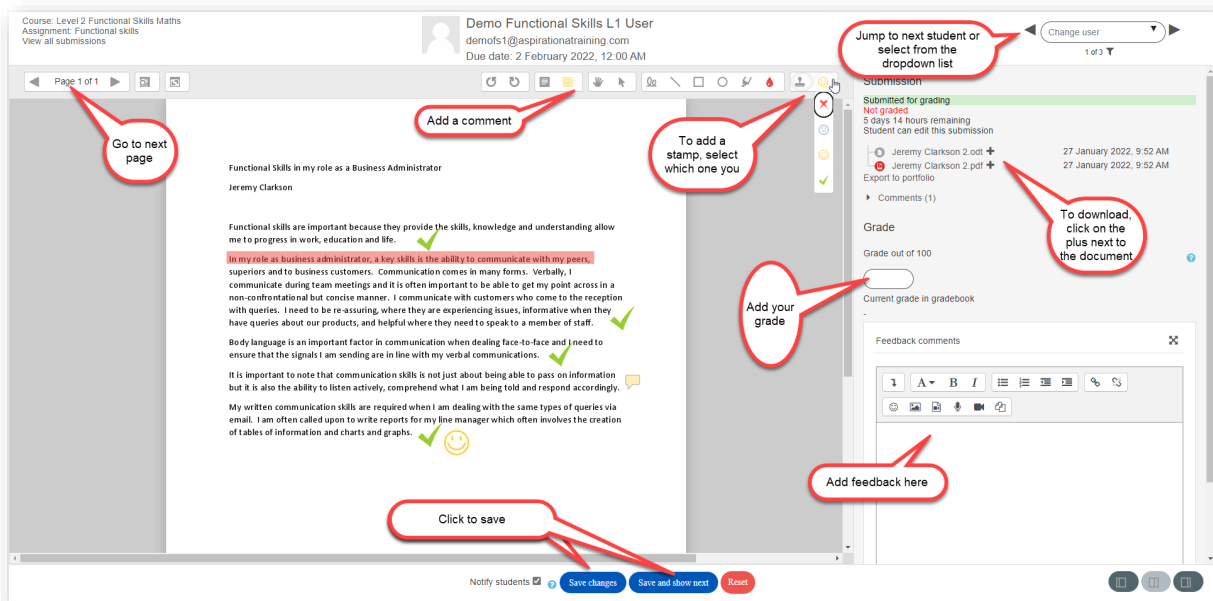 Course: Level 2 Functional Skills Maths
Assignment: Functional skills
View all submissions
Demo Functional Skills L1 User
demofs1@aspirationatraining.com
Due date: 2 February 2022, 12:00 AM
Jump to next student or
select from the
dropdown list
Change user
1 of 3
Page 1 of 1
Go to next
page
Add a comment
To add a
stamp, select
which one you
Functional Skills in my role as a Business Administrator
Jeremy Clarkson
Functional skills are important because they provide the skills, knowledge and understanding allow
me to progress in work, education and life.
In my role as business administrator, a key skills is the ability to communicate with my peers,
superiors and to business customers. Communication comes in many forms. Verbally, I
communicate during team meetings and it is often important to be able to get my point across in a
non-confrontational but concise manner. I communicate with customers who come to the reception
with queries. I need to be re-assuring, where they are experiencing issues, informative when they
have queries about our products, and helpful where they need to speak to a member of staff.
Body language is an important factor in communication when dealing face-to-face and I need to
ensure that the signals I am sending are in line with my verbal communications.
It is important to note that communication skills is not just about being able to pass on information
but it is also the ability to listen actively, comprehend what I am being told and respond accordingly.
My written communication skills are required when I am dealing with the same types of queries via
email. I am often called upon to write reports for my line manager which often involves the creation
of tables of information and charts and graphs.
Submission
Submitted for grading
Not graded
5 days 14 hours remaining
Student can edit this submission
Jeremy Clarkson 2.odt 27 January 2022, 9:52 AM
Jeremy Clarkson 2.pdf 27 January 2022, 9:52 AM
Export to portfolio
Comments (1)
To download,
click on the
plus next to
the document
Grade
Grade out of 100
Add your
grade
Current grade in gradebook
-
Feedback comments
A B I
Add feedback here
Click to save
Notify students
Save changes
Save and show next
Reset